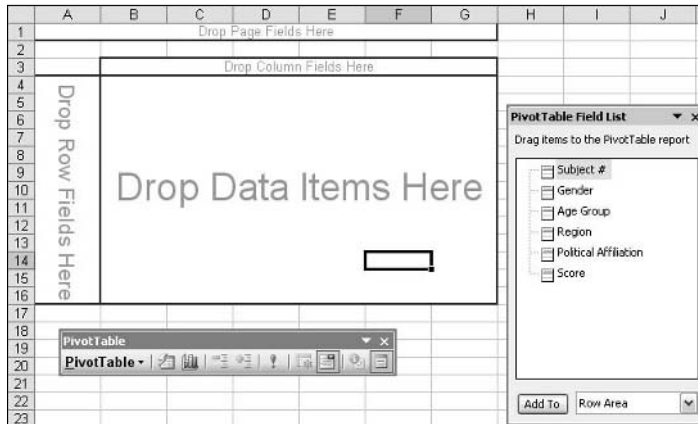 A B C D E F G H I J
1 Drop Page Fields Here
2
3 Drop Column Fields Here
4
5
6
7
8
9
10
11
12
13
14
15
16
17
18
19
20
21
22
23
Drop Row Fields Here
Drop Data Items Here
PivotTable Field List
Drag items to the PivotTable report
Subject #
Gender
Age Group
Region
Political Affiliation
Score
Add To Row Area
PivotTable
PivotTable